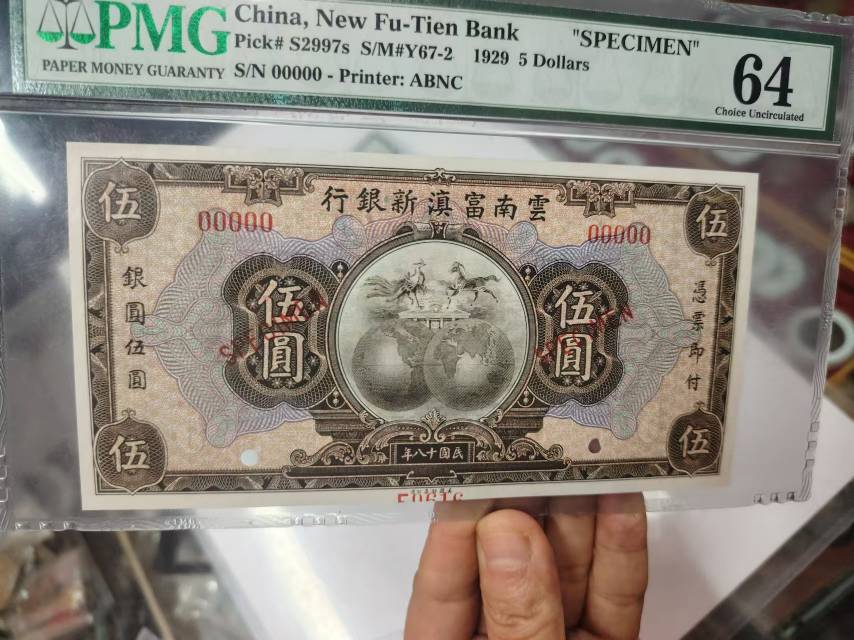 PMG
PAPER MONEY GUARANTY
China, New Fu-Tien Bank "SPECIMEN"
Pick# S2997s S/M#Y67-2 1929 5 Dollars
S/N 00000 - Printer: ABNC
64
Choice Uncirculated
行銀新滇富南雲
伍 伍
00000 00000
銀圓伍圓
伍圓
伍圓
憑票即付
SPECIMEN SPECIMEN
伍 伍
年八十國民